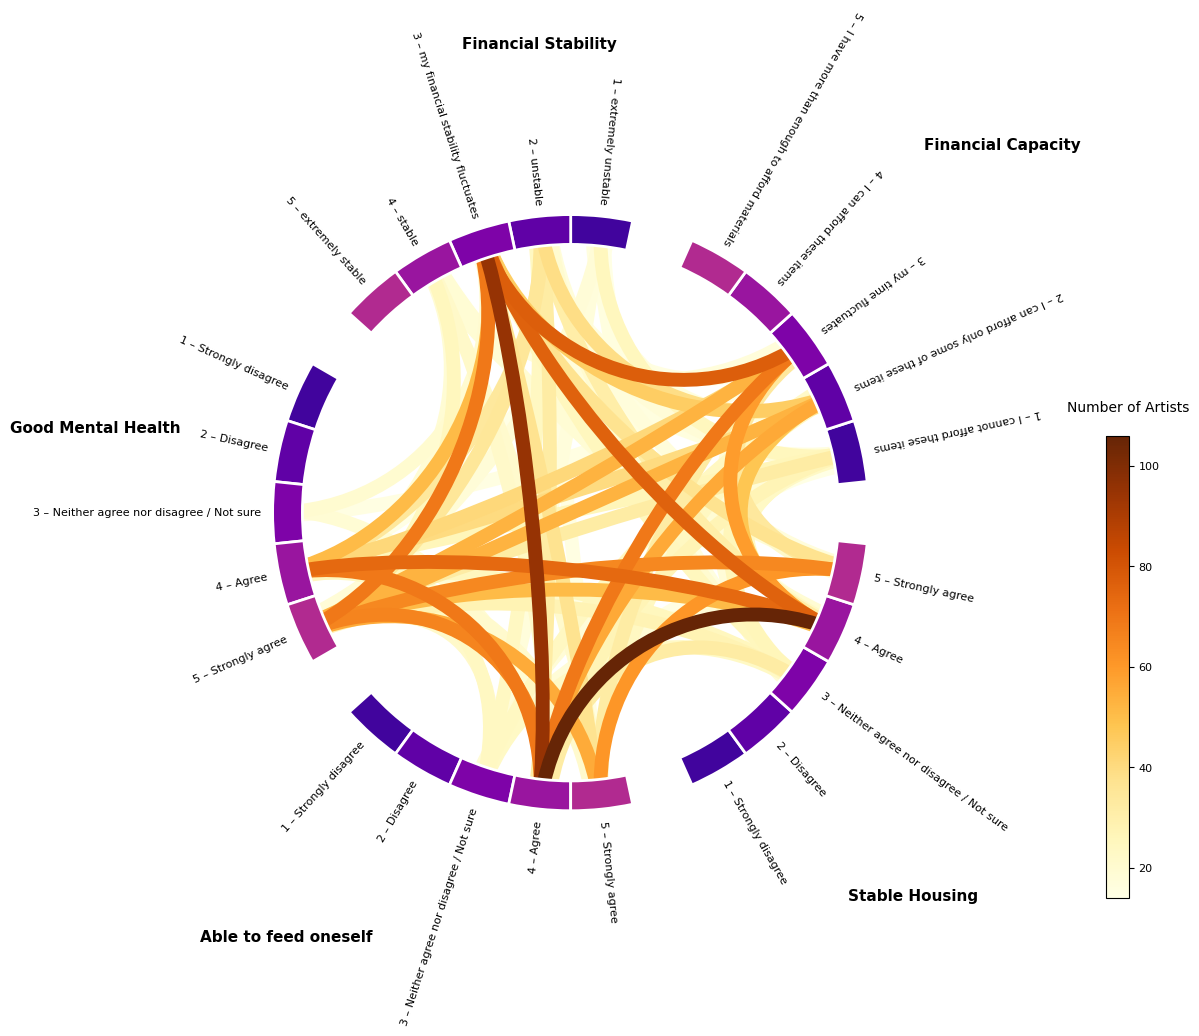 Financial Stability
1 – extremely unstable
2 – unstable
3 – my financial stability fluctuates
4 – stable
5 – extremely stable
Financial Capacity
5 – I have more than enough to afford materials
4 – I can afford these items
3 – my time fluctuates
2 – I can afford only some of these items
1 – I cannot afford these items
Good Mental Health
1 – Strongly disagree
2 – Disagree
3 – Neither agree nor disagree / Not sure
4 – Agree
5 – Strongly agree
Able to feed oneself
1 – Strongly disagree
2 – Disagree
3 – Neither agree nor disagree / Not sure
4 – Agree
5 – Strongly agree
Stable Housing
5 – Strongly agree
4 – Agree
3 – Neither agree nor disagree / Not sure
2 – Disagree
1 – Strongly disagree
Number of Artists
100
80
60
40
20